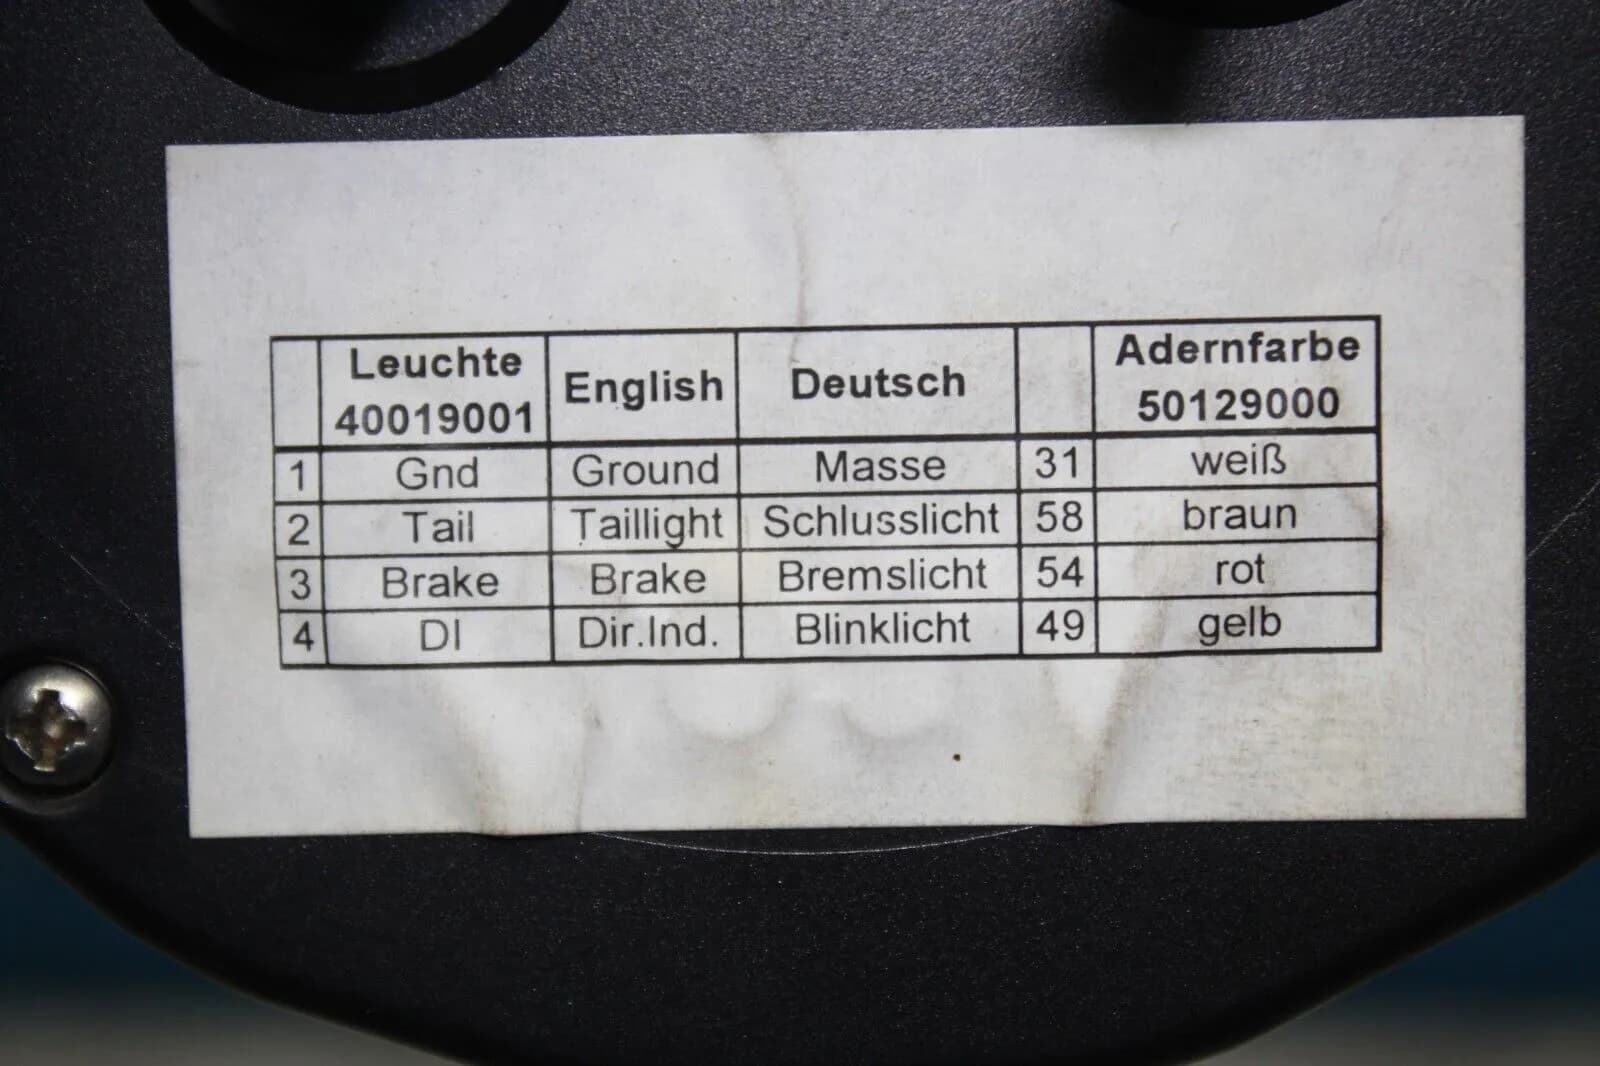 Leuchte 40019001 English Deutsch Adernfarbe 50129000
1 Gnd Ground Masse 31 weiß
2 Tail Taillight Schlusslicht 58 braun
3 Brake Brake Bremslicht 54 rot
4 DI Dir.Ind. Blinklicht 49 gelb